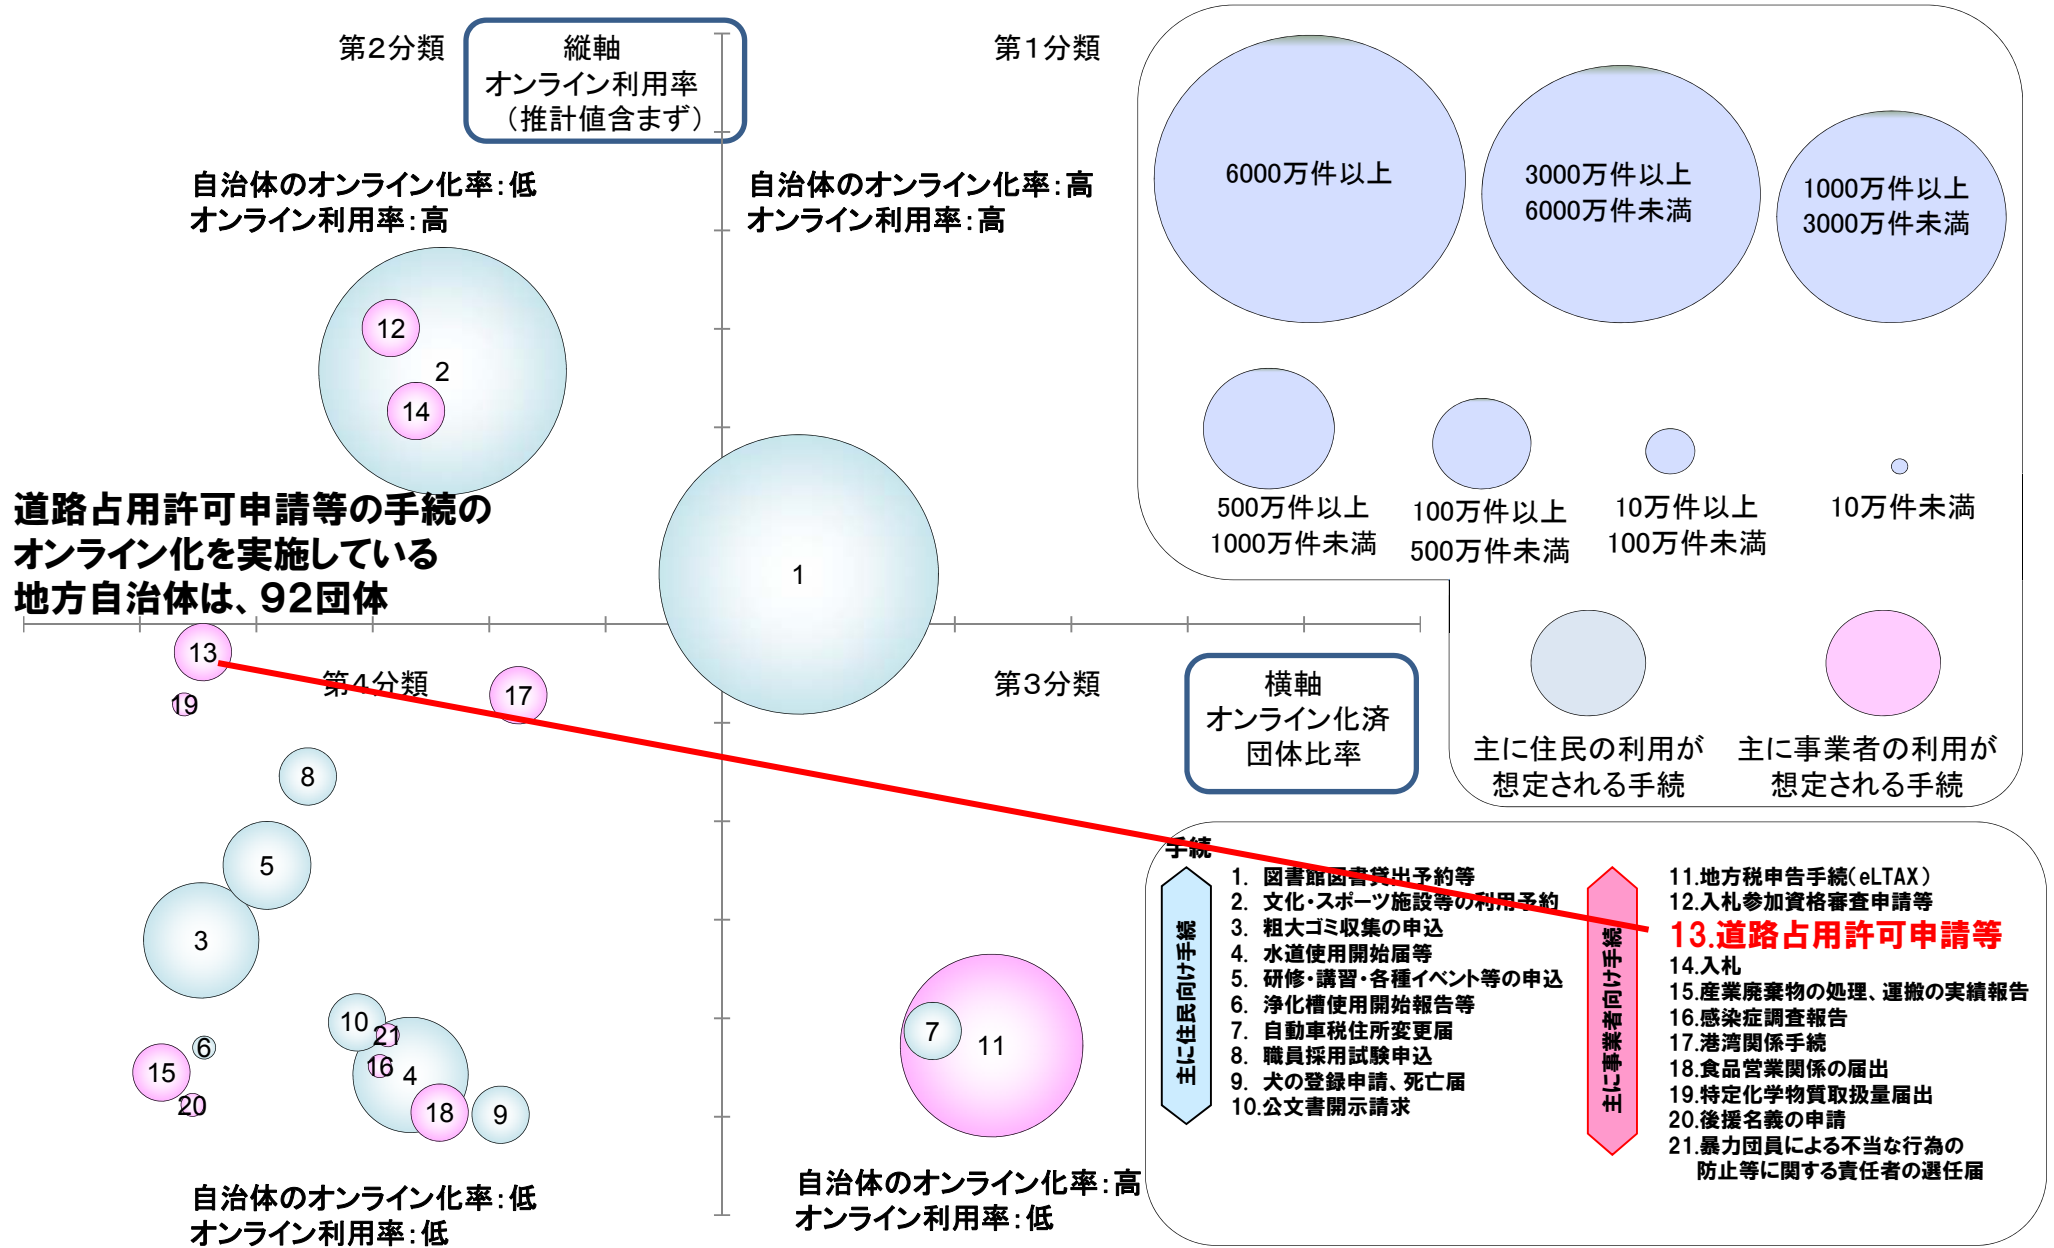 第2分類
縦軸
オンライン利用率
（推計値含まず）
第1分類
自治体のオンライン化率：低
オンライン利用率：高
自治体のオンライン化率：高
オンライン利用率：高
6000万件以上
3000万件以上
6000万件未満
1000万件以上
3000万件未満
12
2
14
500万件以上
1000万件未満
100万件以上
500万件未満
10万件以上
100万件未満
10万件未満
道路占用許可申請等の手続の
オンライン化を実施している
地方自治体は、92団体
1
13
19
第4分類
17
第3分類
横軸
オンライン化済
団体比率
主に住民の利用が
想定される手続
主に事業者の利用が
想定される手続
8
5
3
10
21
6
16
4
15
20
18
9
7
11
自治体のオンライン化率：低
オンライン利用率：低
自治体のオンライン化率：高
オンライン利用率：低
手続
主に住民向け手続
1. 図書館図書貸出予約等
2. 文化・スポーツ施設等の利用予約
3. 粗大ゴミ収集の申込
4. 水道使用開始届等
5. 研修・講習・各種イベント等の申込
6. 浄化槽使用開始報告等
7. 自動車税住所変更届
8. 職員採用試験申込
9. 犬の登録申請、死亡届
10.公文書開示請求
主に事業者向け手続
11.地方税申告手続（eLTAX）
12.入札参加資格審査申請等
13.道路占用許可申請等
14.入札
15.産業廃棄物の処理、運搬の実績報告
16.感染症調査報告
17.港湾関係手続
18.食品営業関係の届出
19.特定化学物質取扱量届出
20.後援名義の申請
21.暴力団員による不当な行為の
防止等に関する責任者の選任届